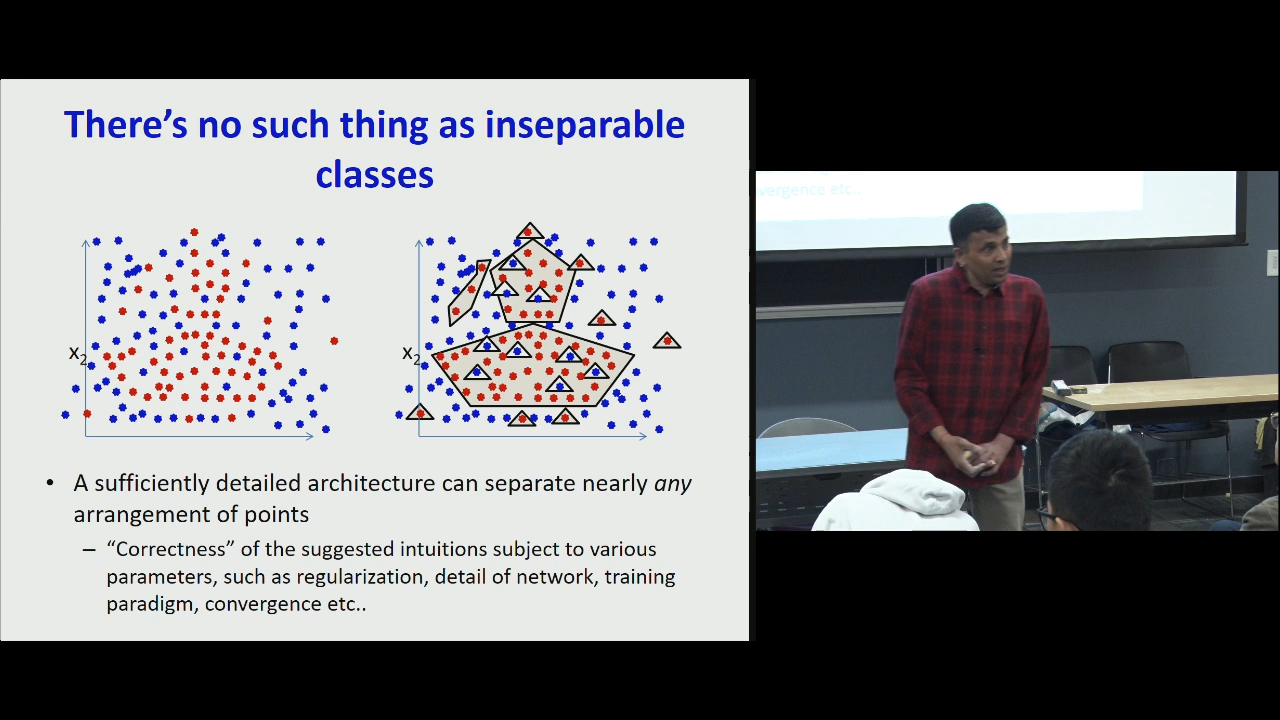 There's no such thing as inseparable
classes
x2
x2
• A sufficiently detailed architecture can separate nearly any
arrangement of points
– “Correctness” of the suggested intuitions subject to various
parameters, such as regularization, detail of network, training
paradigm, convergence etc..
vergence etc..